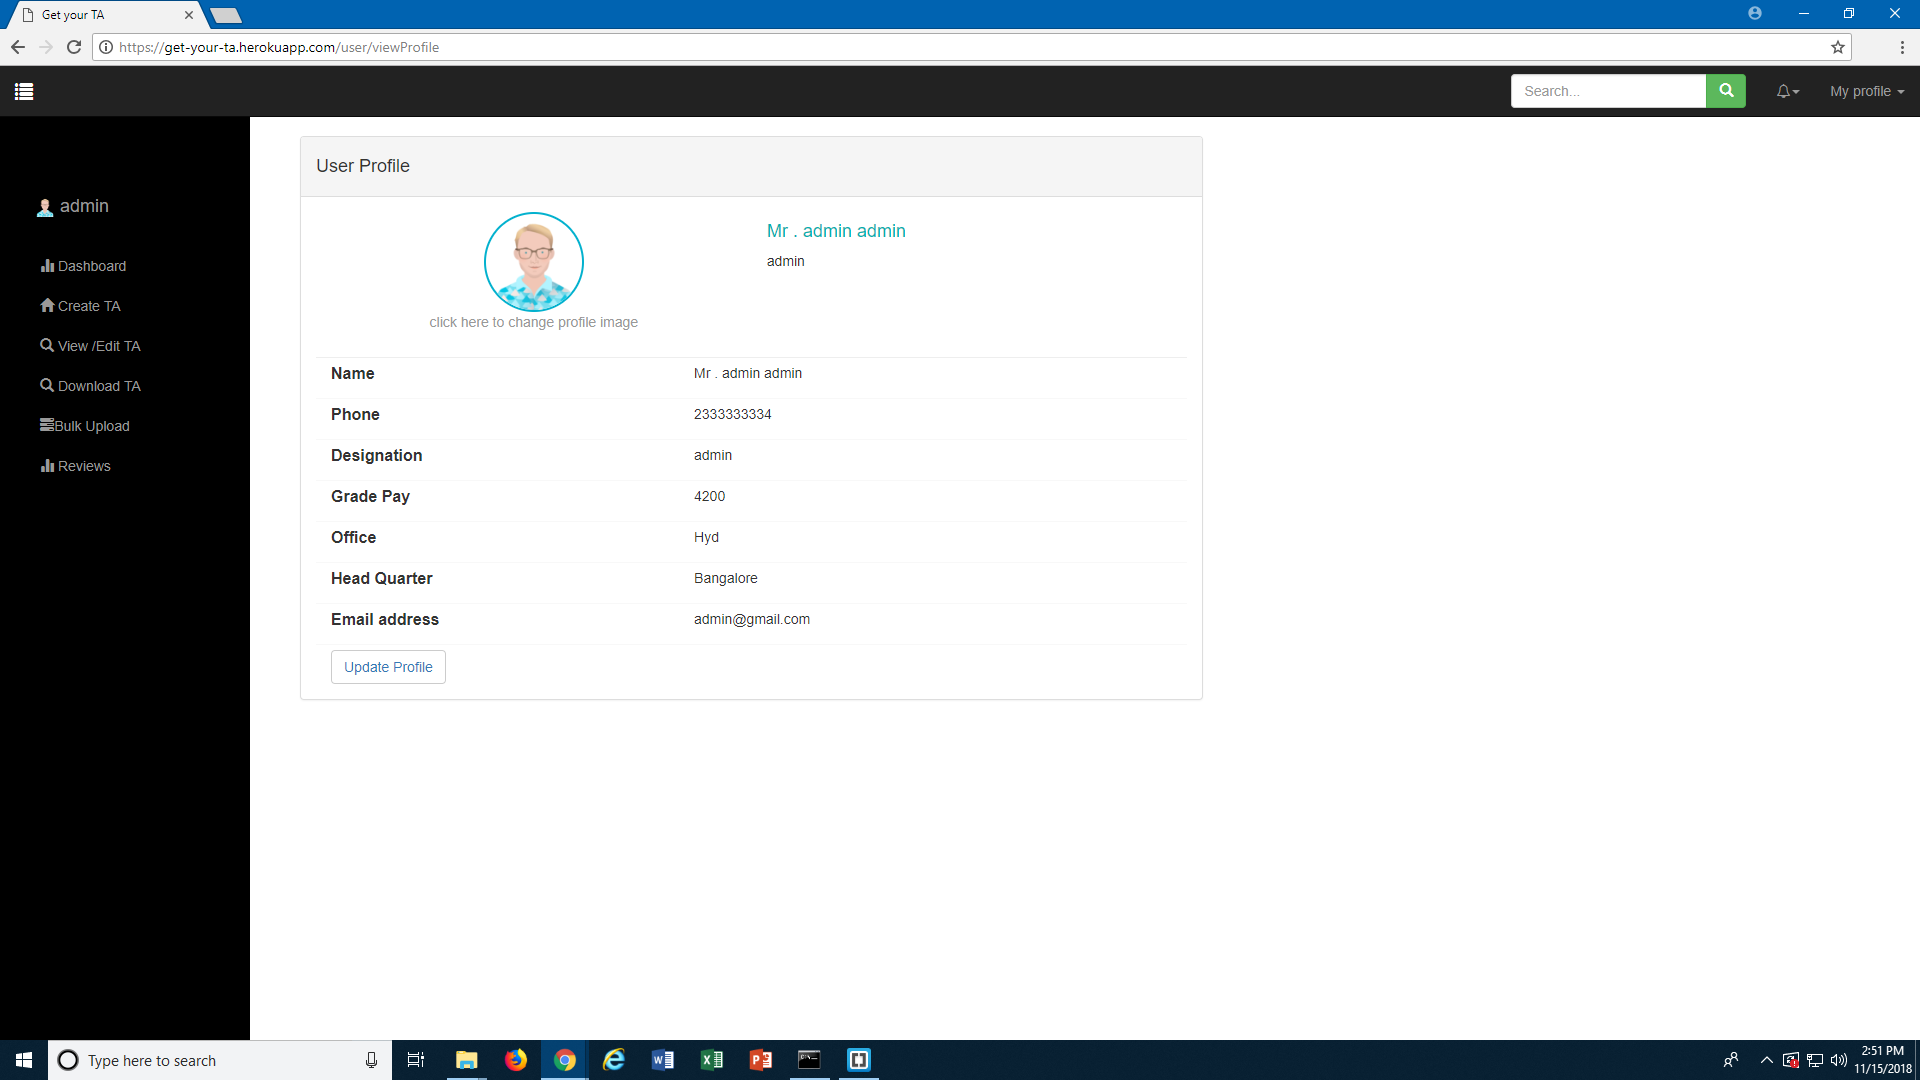 Get your TA
https://get-your-ta.herokuapp.com/user/viewProfile
Search...
My profile
admin
Dashboard
Create TA
View /Edit TA
Download TA
Bulk Upload
Reviews
User Profile
Mr . admin admin
admin
click here to change profile image
Name Mr . admin admin
Phone 2333333334
Designation admin
Grade Pay 4200
Office Hyd
Head Quarter Bangalore
Email address admin@gmail.com
Update Profile
Type here to search
2:51 PM
11/15/2018